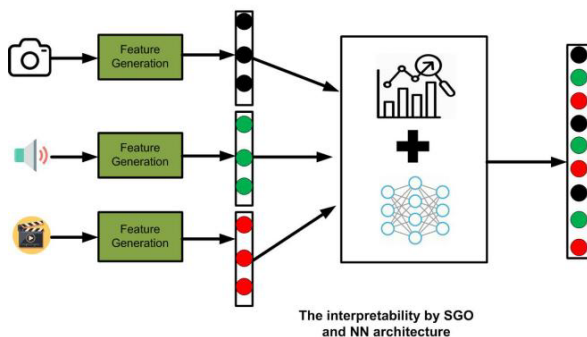 Feature
Generation
Feature
Generation
Feature
Generation
The interpretability by SGO
and NN architecture